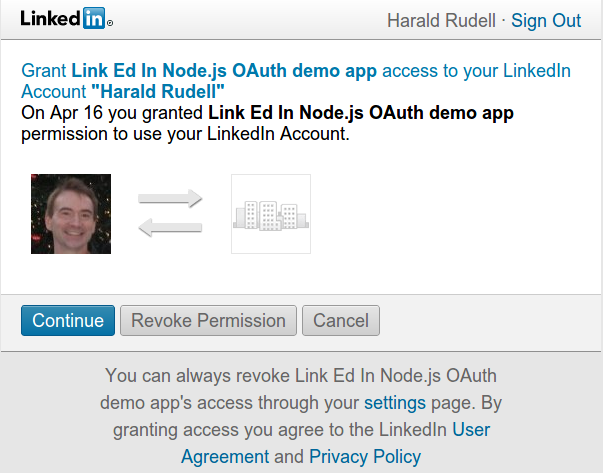 Linked in®
Harald Rudell · Sign Out
Grant Link Ed In Node.js OAuth demo app access to your LinkedIn
Account "Harald Rudell"
On Apr 16 you granted Link Ed In Node.js OAuth demo app
permission to use your LinkedIn Account.
Continue
Revoke Permission
Cancel
You can always revoke Link Ed In Node.js OAuth
demo app's access through your settings page. By
granting access you agree to the LinkedIn User
Agreement and Privacy Policy